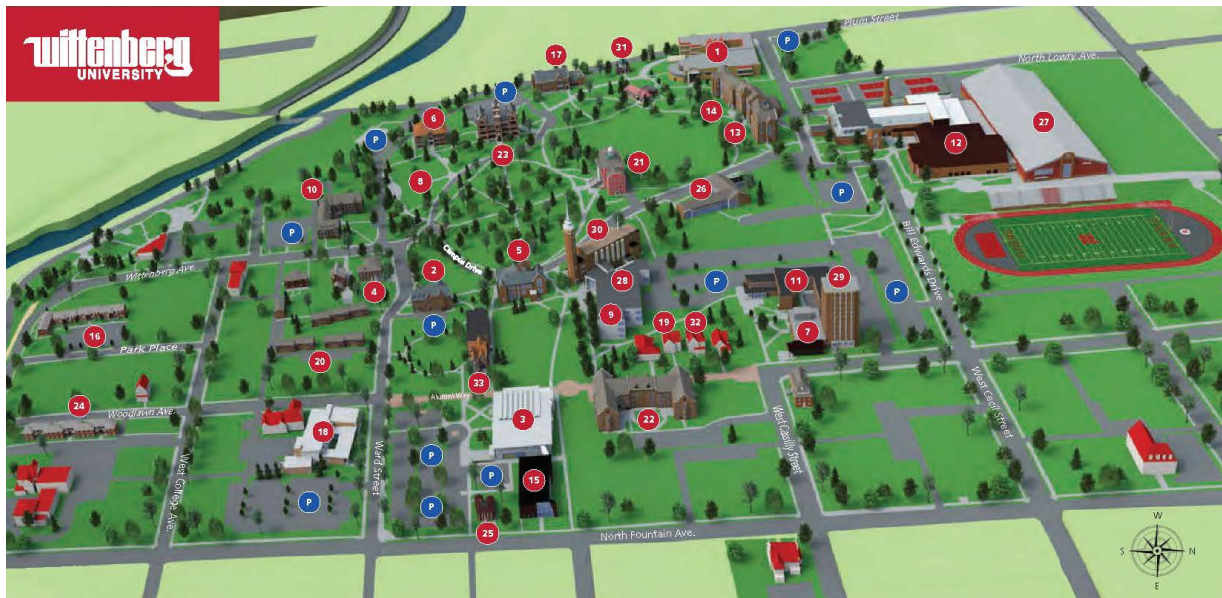 Wittenberg
UNIVERSITY
Plum Street
P
31
17
1
North Lowry Ave.
P
14
27
6
13
P
12
23
21
8
10
26
P
P
Bill Edwards Drive
30
5
Campus Drive
Wittenberg Ave
2
28
P
11
29
4
P
9
P
19
32
7
16
Park Place
20
33
West Cecil Street
Alumni Way
24
Woodlawn Ave.
3
22
18
West Cassilly Street
Ward Street
P
West College Ave.
P
15
P
P
25
North Fountain Ave.
W
S
N
E